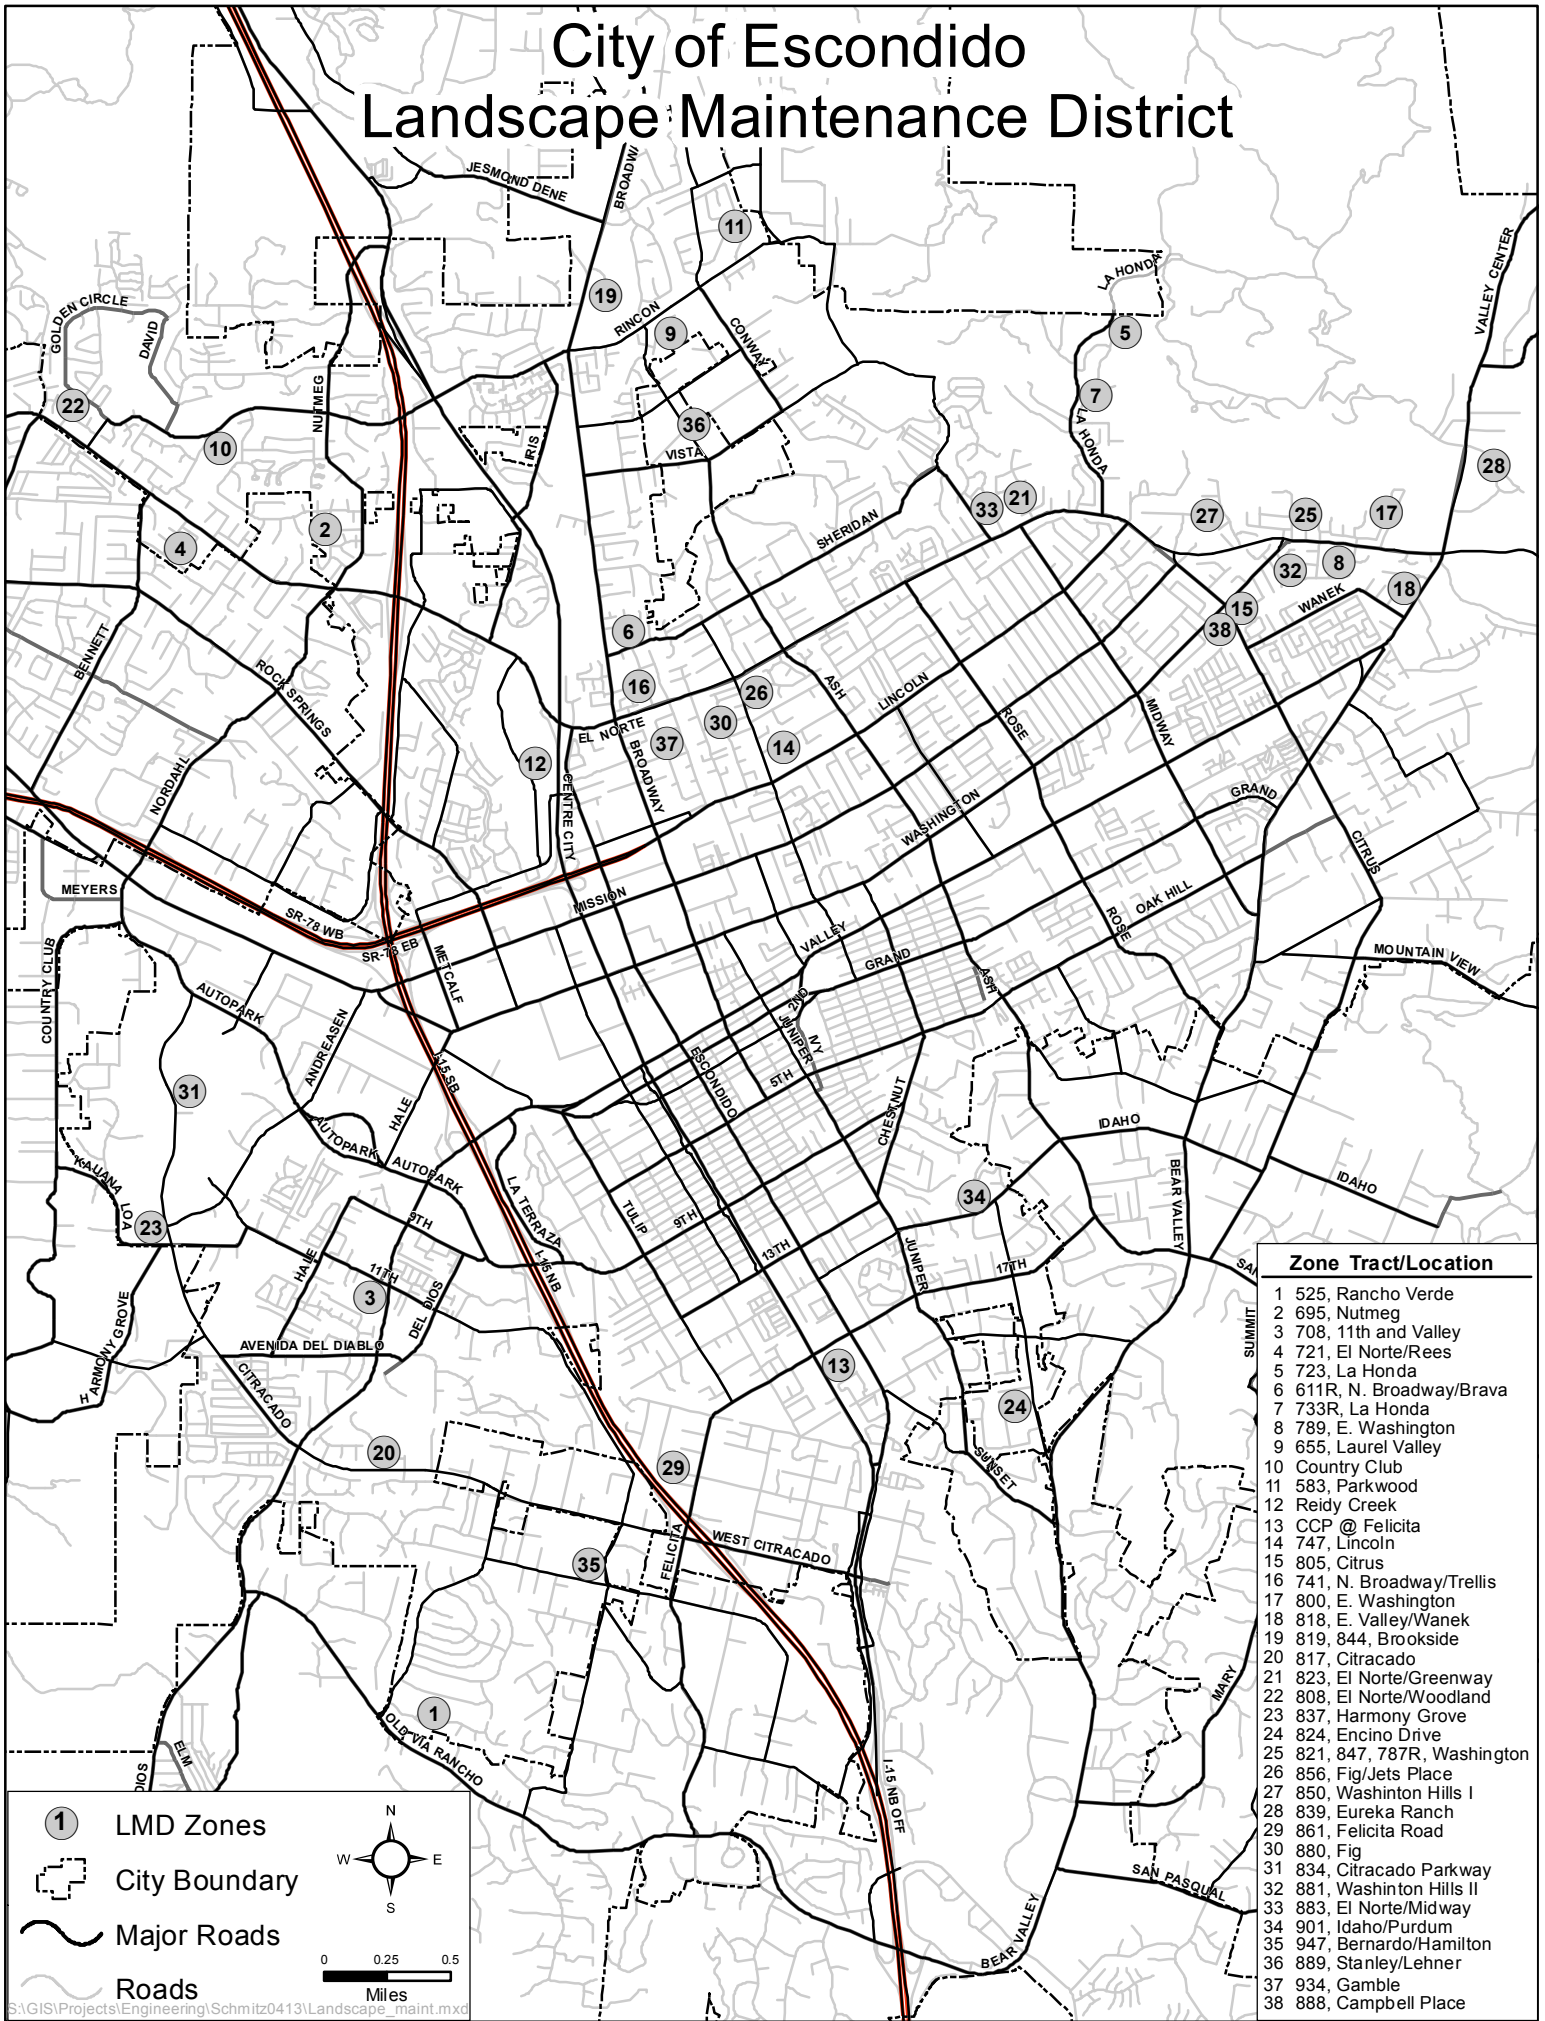 City of Escondido
Landscape Maintenance District
JESMOND DENE
BROADWA
11
LA HONDA
VALLEY CENTER
19
GOLDEN CIRCLE
DAVID
RINCON
9
CONWAY
5
NUTMEG
22
7
10
36
IRIS
VISTA
LA HONDA
28
33
21
27
25
17
SHERIDAN
2
4
32
8
18
WANEK
15
38
6
BENNETT
ROCK SPRINGS
16
26
ASH
LINCOLN
ROSE
MIDWAY
30
EL NORTE
37
14
12
BROADWAY
CENTRE CITY
NORDAHL
WASHINGTON
GRAND
CITRUS
MEYERS
MISSION
OAK HILL
SR-78 WB
SR-78 EB
ROSE
METCALF
VALLEY
GRAND
MOUNTAIN VIEW
COUNTRY CLUB
AUTOPARK
ASH
2ND
ANDREASEN
JUNIPER
IVY
I-15 SB
ESCONDIDO
5TH
31
HALE
CHESTNUT
AUTOPARK
IDAHO
KAUANA LOA
AUTOPARK
BEAR VALLEY
IDAHO
LA TERRAZA
34
TULIP
9TH
9TH
23
13TH
JUNIPER
HALE
11TH
I-15 NB
17TH
SAN
3
DEL DIOS
HARMONY GROVE
AVENIDA DEL DIABLO
SUMMIT
13
CITRACADO
24
20
29
SUNSET
WEST CITRACADO
35
FELICITA
MARY
1
OLD VIA RANCHO
ELM
DIOS
I-15 NB OFF
SAN PASQUAL
BEAR VALLEY
Zone Tract/Location
1 525, Rancho Verde
2 695, Nutmeg
3 708, 11th and Valley
4 721, El Norte/Rees
5 723, La Honda
6 611R, N. Broadway/Brava
7 733R, La Honda
8 789, E. Washington
9 655, Laurel Valley
10 Country Club
11 583, Parkwood
12 Reidy Creek
13 CCP @ Felicita
14 747, Lincoln
15 805, Citrus
16 741, N. Broadway/Trellis
17 800, E. Washington
18 818, E. Valley/Wanek
19 819, 844, Brookside
20 817, Citracado
21 823, El Norte/Greenway
22 808, El Norte/Woodland
23 837, Harmony Grove
24 824, Encino Drive
25 821, 847, 787R, Washington
26 856, Fig/Jets Place
27 850, Washinton Hills I
28 839, Eureka Ranch
29 861, Felicita Road
30 880, Fig
31 834, Citracado Parkway
32 881, Washinton Hills II
33 883, El Norte/Midway
34 901, Idaho/Purdum
35 947, Bernardo/Hamilton
36 889, Stanley/Lehner
37 934, Gamble
38 888, Campbell Place
1 LMD Zones
City Boundary
Major Roads
Roads
N
W E
S
0 0.25 0.5
Miles
S:\GIS\Projects\Engineering\Schmitz0413\Landscape_maint.mxd